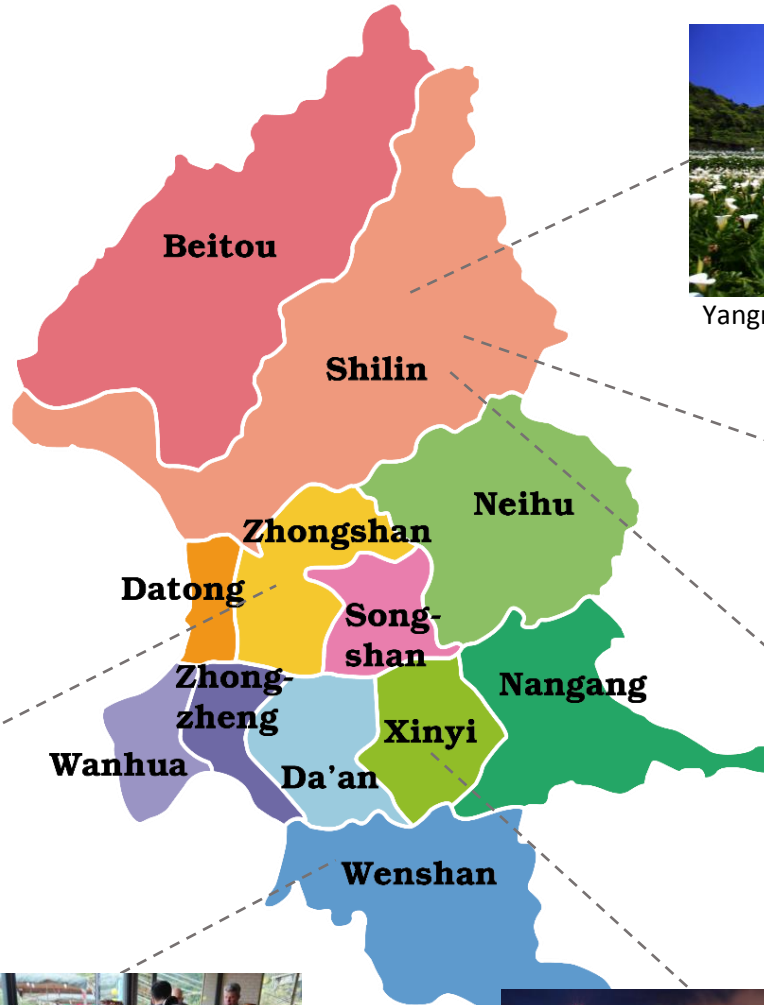 Beitou
Shilin
Neihu
Zhongshan
Datong
Song-
shan
Zhong-
zheng
Nangang
Xinyi
Wanhua
Da'an
Wenshan